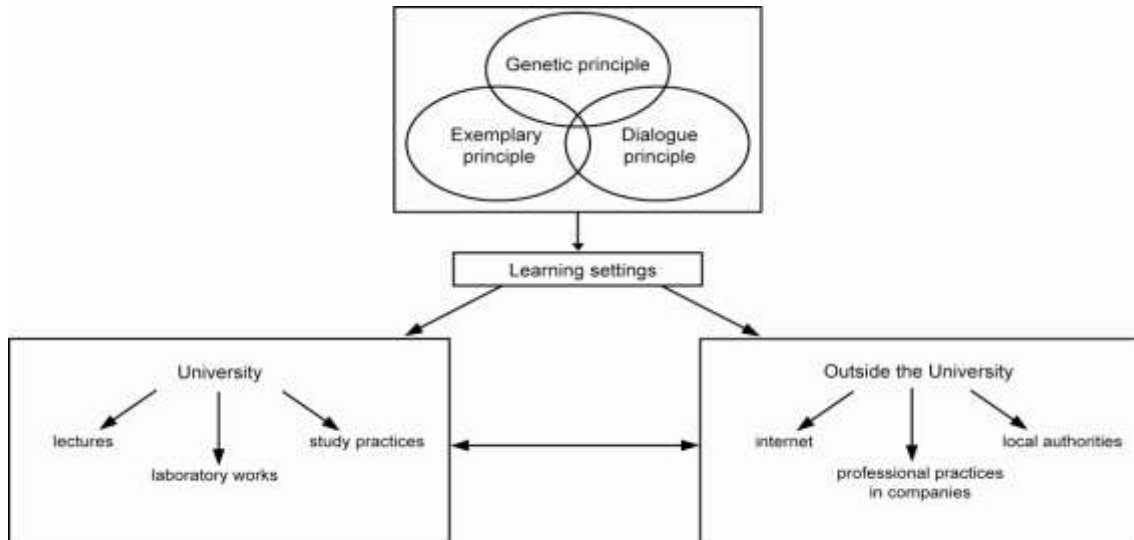 Genetic principle
Exemplary
principle
Dialogue
principle
Learning settings
University
lectures
study practices
laboratory works
Outside the University
internet
local authorities
professional practices
in companies